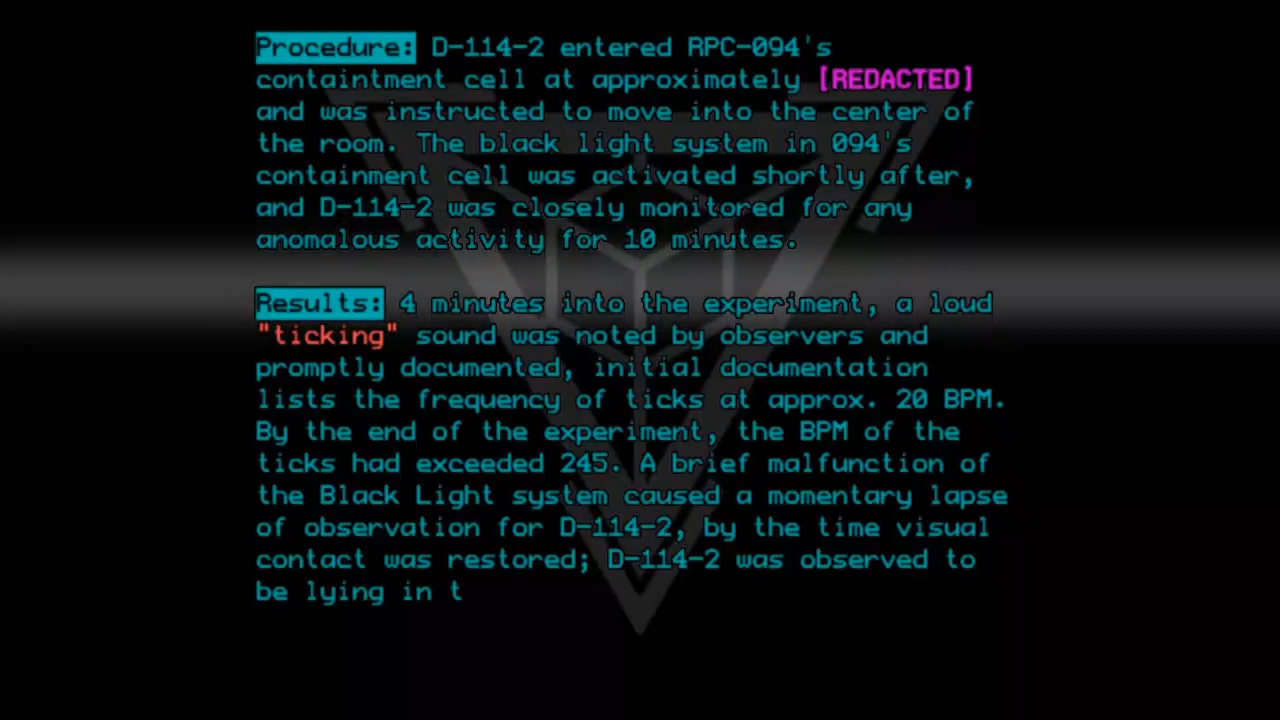 Procedure: D-114-2 entered RPC-094's
containtment cell at approximately [REDACTED]
and was instructed to move into the center of
the room. The black light system in 094's
containment cell was activated shortly after,
and D-114-2 was closely monitored for any
anomalous activity for 10 minutes.
Results: 4 minutes into the experiment, a loud
"ticking" sound was noted by observers and
promptly documented, initial documentation
lists the frequency of ticks at approx. 20 BPM.
By the end of the experiment, the BPM of the
ticks had exceeded 245. A brief malfunction of
the Black Light system caused a momentary lapse
of observation for D-114-2, by the time visual
contact was restored; D-114-2 was observed to
be lying in t